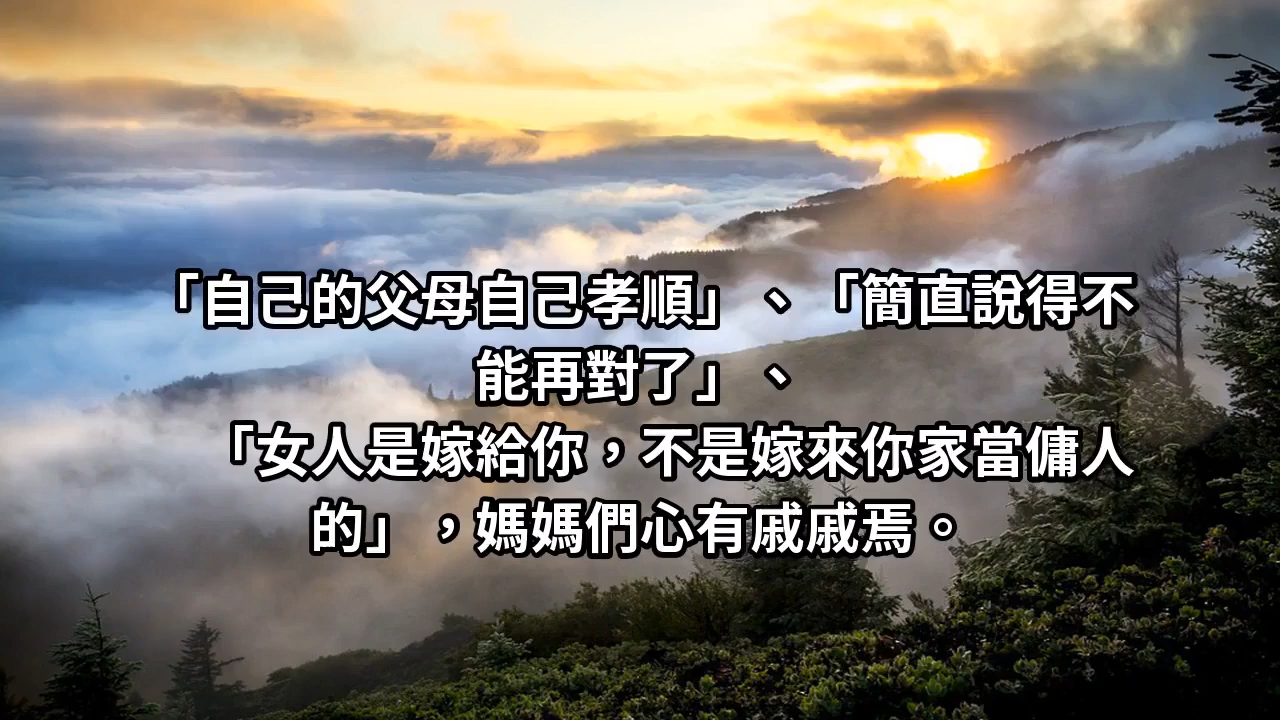 「自己的父母自己孝順」、「簡直說得不
能再對了」、
「女人是嫁給你，不是嫁來你家當傭人
的」，媽媽們心有戚戚焉。